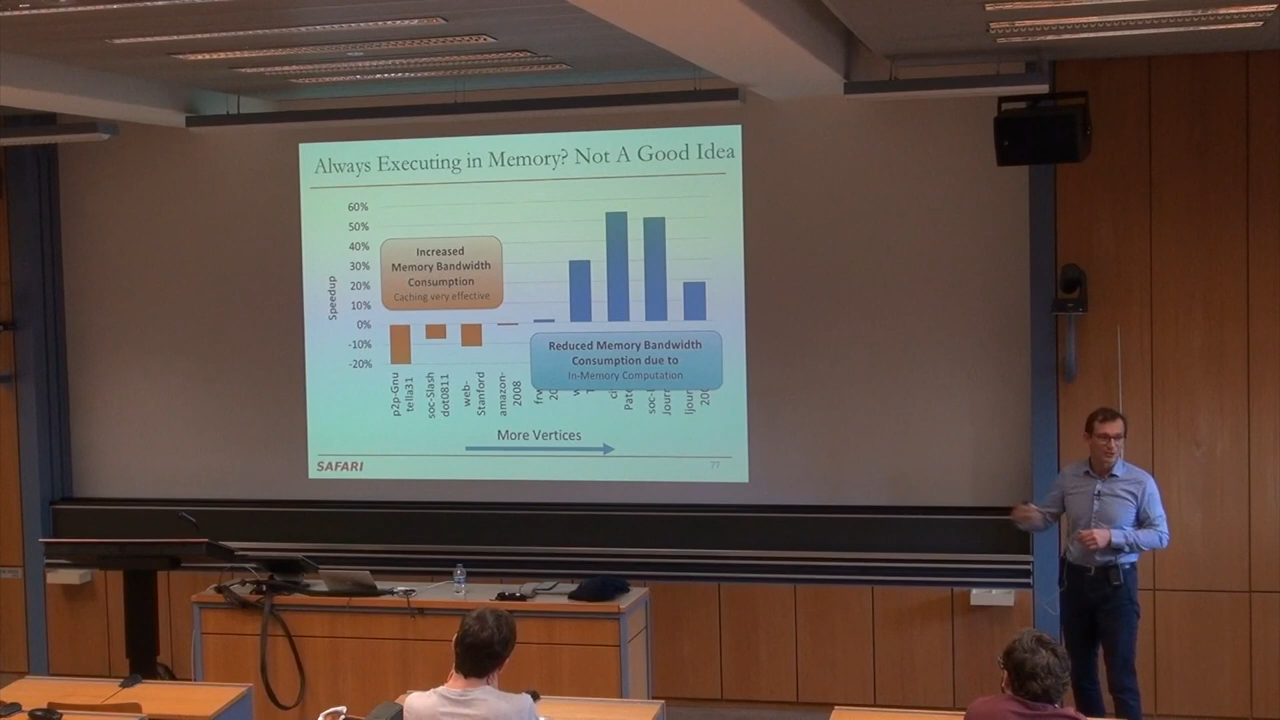 Always Executing in Memory? Not A Good Idea
60%
50%
40%
30%
20%
10%
0%
-10%
-20%
Speedup
Increased
Memory Bandwidth
Consumption
Caching very effective
Reduced Memory Bandwidth
Consumption due to
In-Memory Computation
p2p-Gnu
tella31
soc-Slash
dot0811
web-
Stanford
amazon-
2008
More Vertices
SAFARI
77